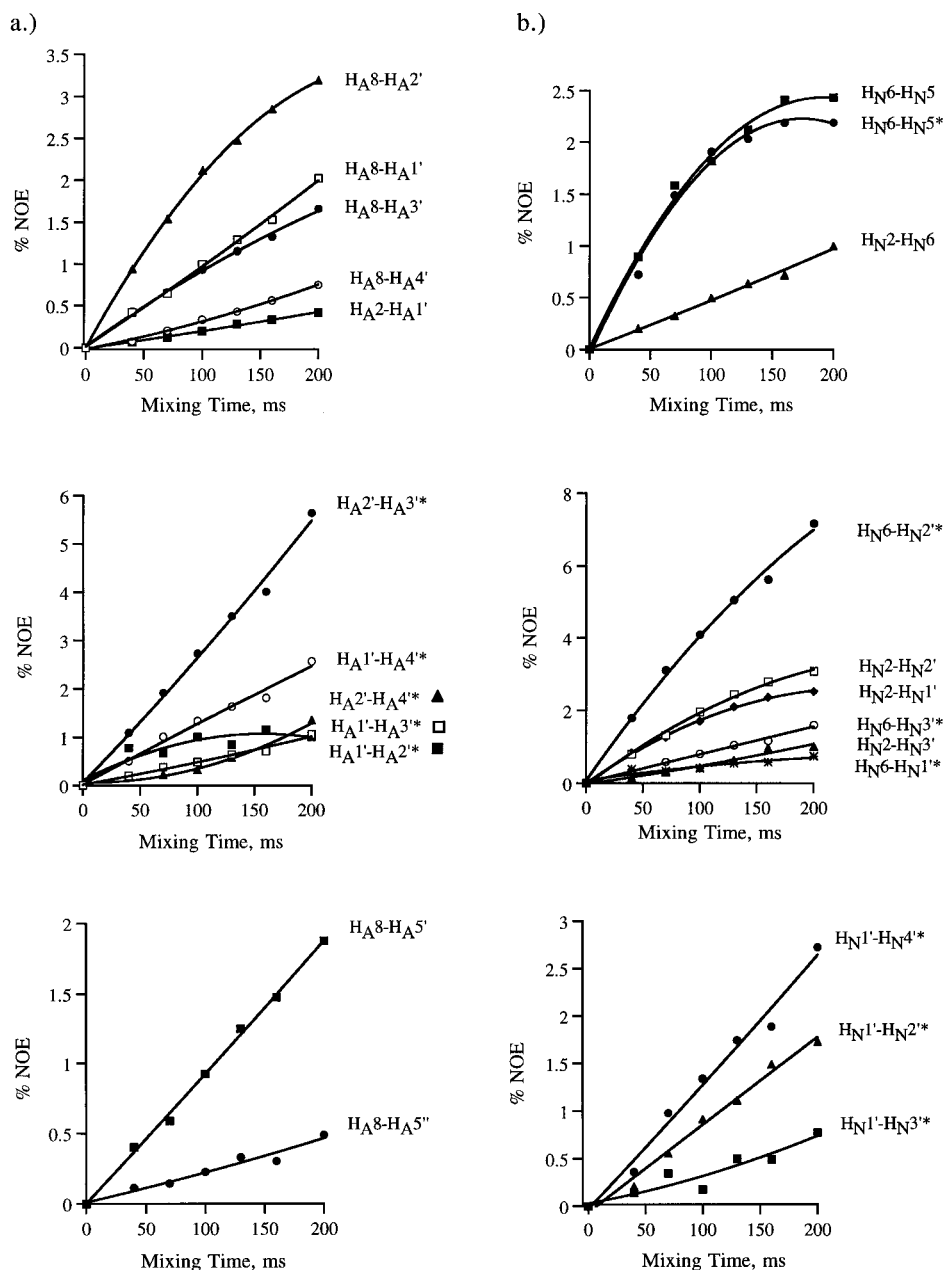 a.)
3.5
3
2.5
2
1.5
1
0.5
0
% NOE
0 50 100 150 200
Mixing Time, ms
HA8-HA2'
HA8-HA1'
HA8-HA3'
HA8-HA4'
HA2-HA1'
6
5
4
3
2
1
0
% NOE
0 50 100 150 200
Mixing Time, ms
HA2'-HA3'*
HA1'-HA4'*
HA2'-HA4'*
HA1'-HA3'*
HA1'-HA2'*
2
1.5
1
0.5
0
% NOE
0 50 100 150 200
Mixing Time, ms
HA8-HA5'
HA8-HA5"
b.)
2.5
2
1.5
1
0.5
0
% NOE
0 50 100 150 200
Mixing Time, ms
HN6-HN5
HN6-HN5*
HN2-HN6
8
6
4
2
0
% NOE
0 50 100 150 200
Mixing Time, ms
HN6-HN2'*
HN2-HN2'
HN2-HN1'
HN6-HN3'*
HN2-HN3'
HN6-HN1'*
3
2.5
2
1.5
1
0.5
0
% NOE
0 50 100 150 200
Mixing Time, ms
HN1'-HN4'*
HN1'-HN2'*
HN1'-HN3'*